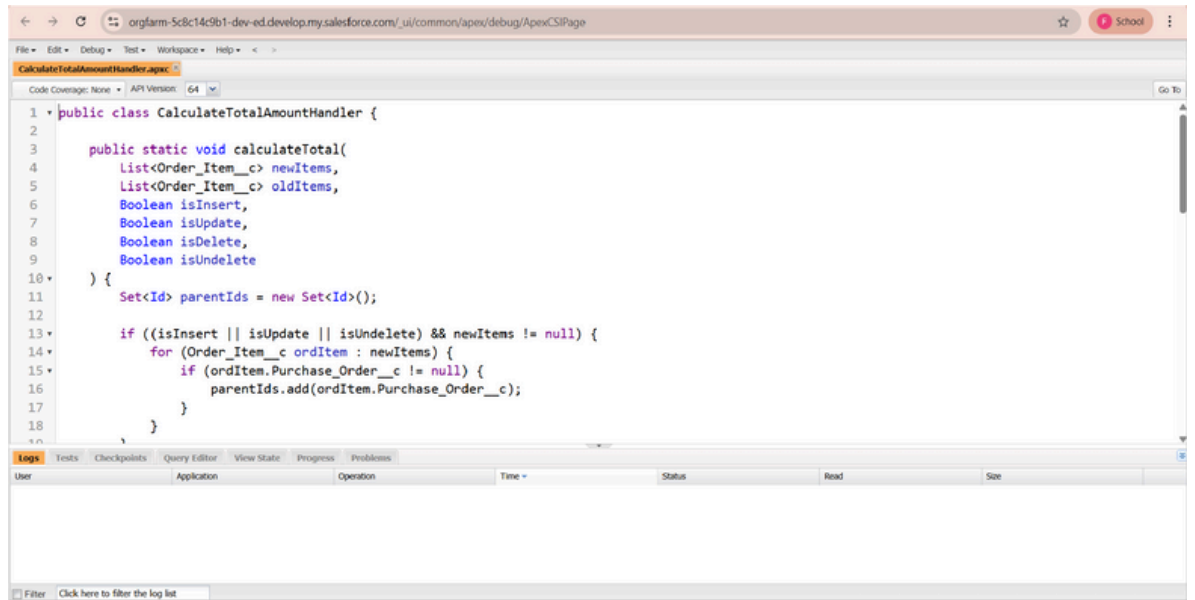 orgfarm-5c8c14c9b1-dev-ed.develop.my.salesforce.com/_ui/common/apex/debug/ApexCSIPage
F School
File Edit Debug Test Workspace Help < >
CalculateTotalAmountHandler.apxc
Code Coverage: None API Version: 64 Go To
1 public class CalculateTotalAmountHandler {
2
3 public static void calculateTotal(
4 List<Order_Item__c> newItems,
5 List<Order_Item__c> oldItems,
6 Boolean isInsert,
7 Boolean isUpdate,
8 Boolean isDelete,
9 Boolean isUndelete
10 ) {
11 Set<Id> parentIds = new Set<Id>();
12
13 if ((isInsert || isUpdate || isUndelete) && newItems != null) {
14 for (Order_Item__c ordItem : newItems) {
15 if (ordItem.Purchase_Order__c != null) {
16 parentIds.add(ordItem.Purchase_Order__c);
17 }
18 }
19 }
Logs Tests Checkpoints Query Editor View State Progress Problems
User Application Operation Time Status Read Size
Filter Click here to filter the log list